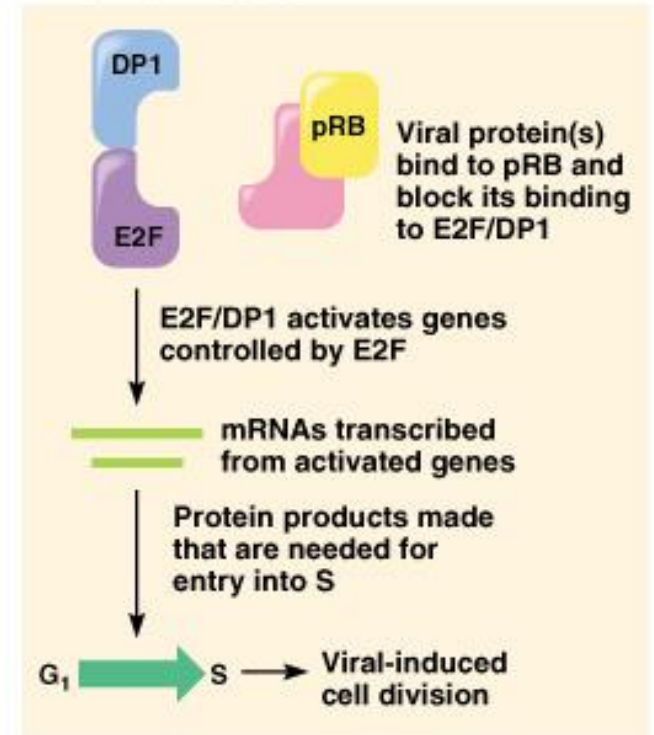 DP1
pRB
Viral protein(s)
bind to pRB and
block its binding
to E2F/DP1
E2F
E2F/DP1 activates genes
controlled by E2F
mRNAs transcribed
from activated genes
Protein products made
that are needed for
entry into S
G₁ S Viral-induced
cell division